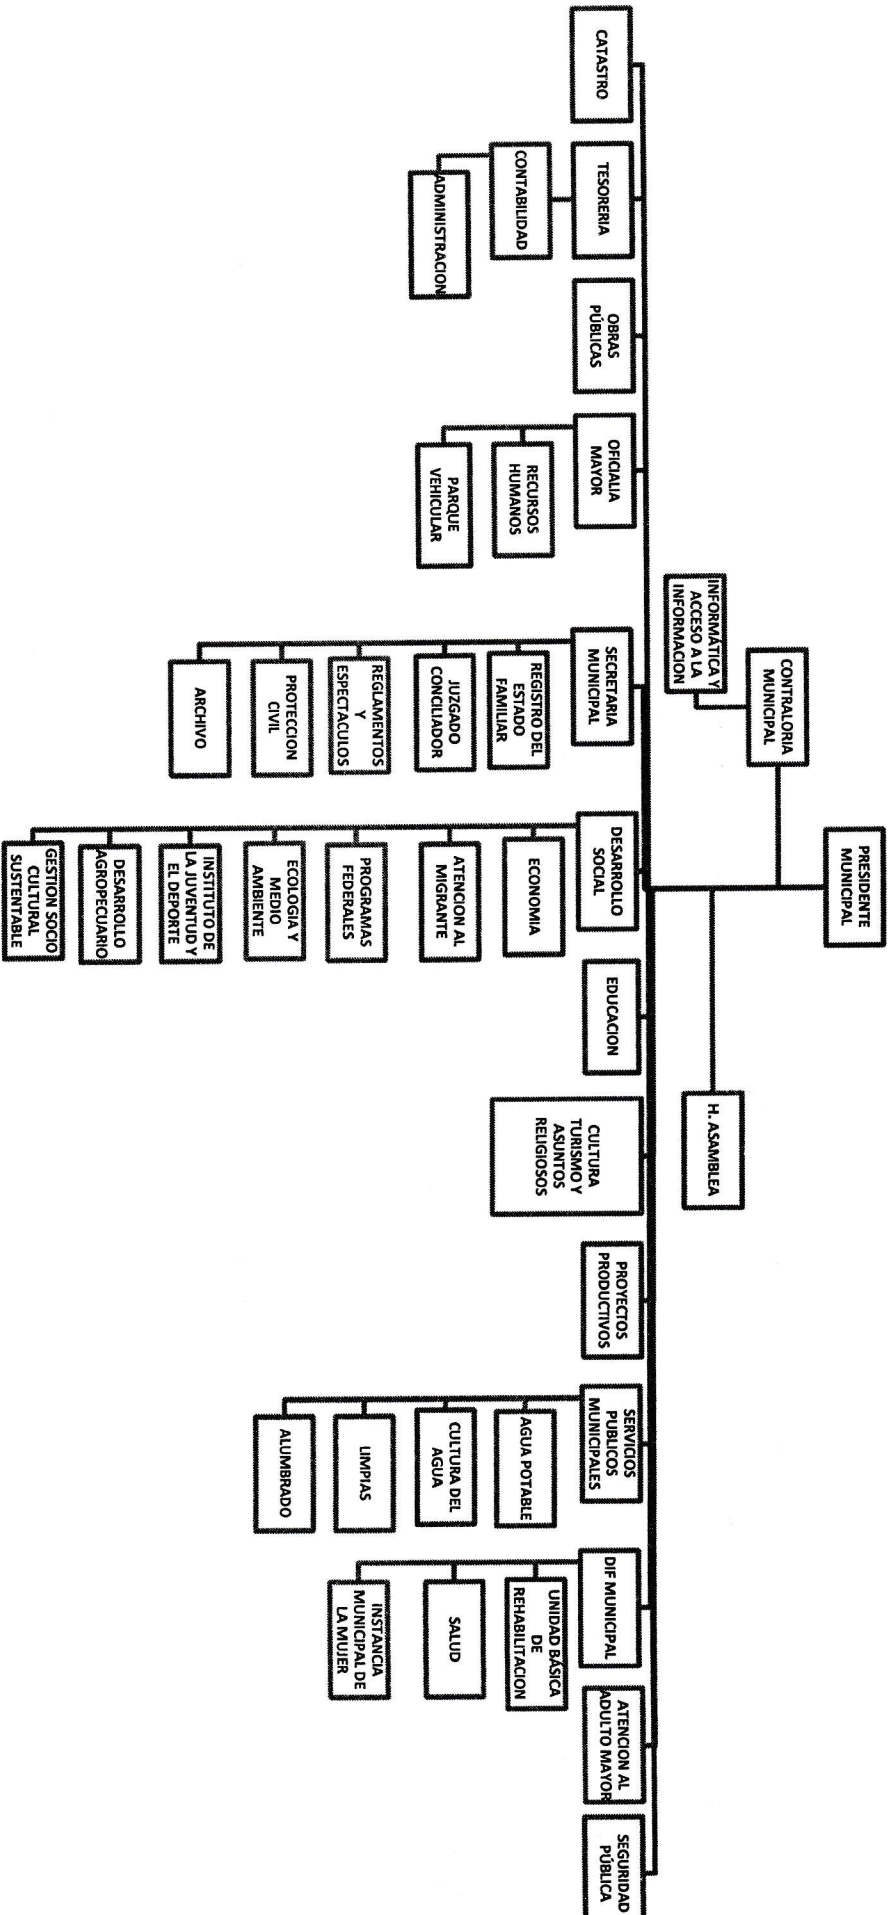 PRESIDENTE
MUNICIPAL
CONTRALORIA
MUNICIPAL
INFORMÁTICA Y
ACCESO A LA
INFORMACION
H. ASAMBLEA
CATASTRO
TESORERIA
CONTABILIDAD
ADMINISTRACION
OBRAS
PÚBLICAS
OFICIALIA
MAYOR
RECURSOS
HUMANOS
PARQUE
VEHICULAR
SECRETARIA
MUNICIPAL
REGISTRO DEL
ESTADO
FAMILIAR
JUZGADO
CONCILIADOR
REGLAMENTOS
Y
ESPECTACULOS
PROTECCION
CIVIL
ARCHIVO
DESARROLLO
SOCIAL
ECONOMIA
ATENCION AL
MIGRANTE
PROGRAMAS
FEDERALES
ECOLOGIA Y
MEDIO
AMBIENTE
INSTITUTO DE
LA JUVENTUD Y
EL DEPORTE
DESARROLLO
AGROPECUARIO
GESTION SOCIO
CULTURAL
SUSTENTABLE
EDUCACION
CULTURA
TURISMO Y
ASUNTOS
RELIGIOSOS
PROYECTOS
PRODUCTIVOS
SERVICIOS
PUBLICOS
MUNICIPALES
AGUA POTABLE
CULTURA DEL
AGUA
LIMPIAS
ALUMBRADO
DIF MUNICIPAL
UNIDAD BÁSICA
DE
REHABILITACION
SALUD
INSTANCIA
MUNICIPAL DE
LA MUJER
ATENCION AL
ADULTO MAYOR
SEGURIDAD
PÚBLICA